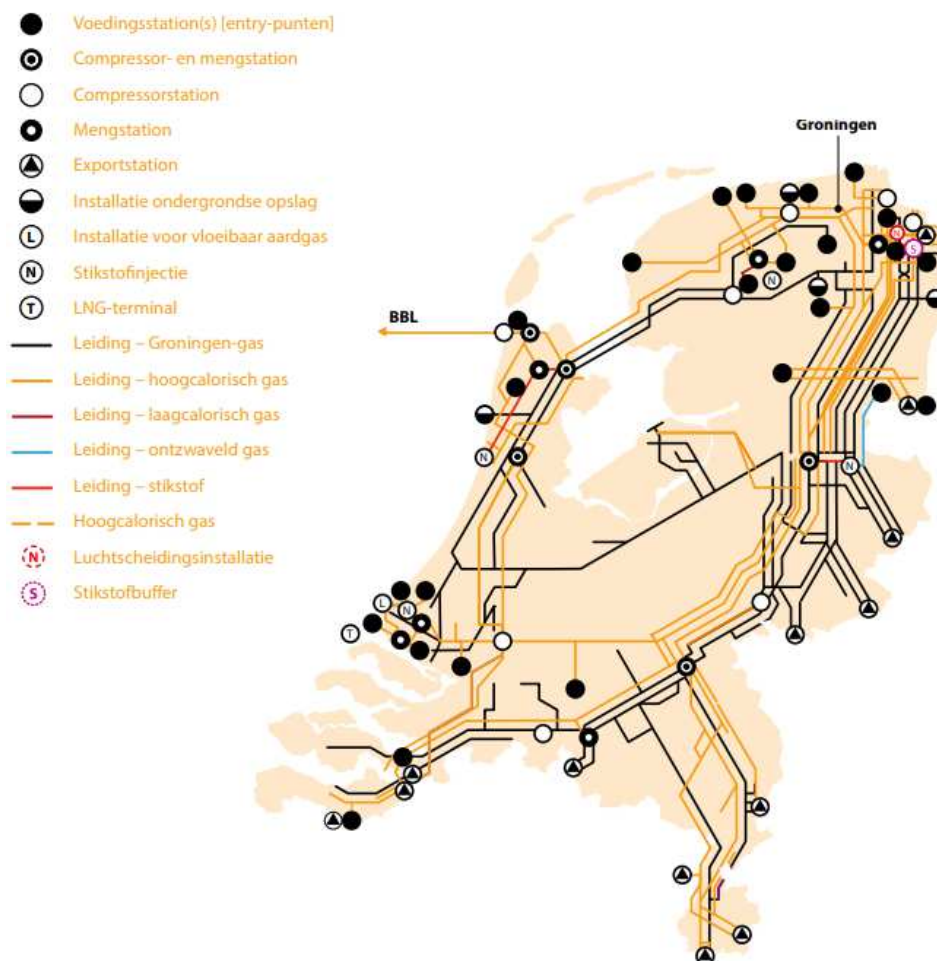 Voedingsstation(s) [entry-punten]
Compressor- en mengstation
Compressorstation
Mengstation
Exportstation
Installatie ondergrondse opslag
L Installatie voor vloeibaar aardgas
N Stikstofinjectie
T LNG-terminal
Leiding – Groningen-gas
Leiding – hoogcalorisch gas
Leiding – laagcalorisch gas
Leiding – ontzwaveld gas
Leiding – stikstof
Hoogcalorisch gas
N Luchtscheidingsinstallatie
S Stikstofbuffer
Groningen
N
S
N
BBL
N
N
L
N
T